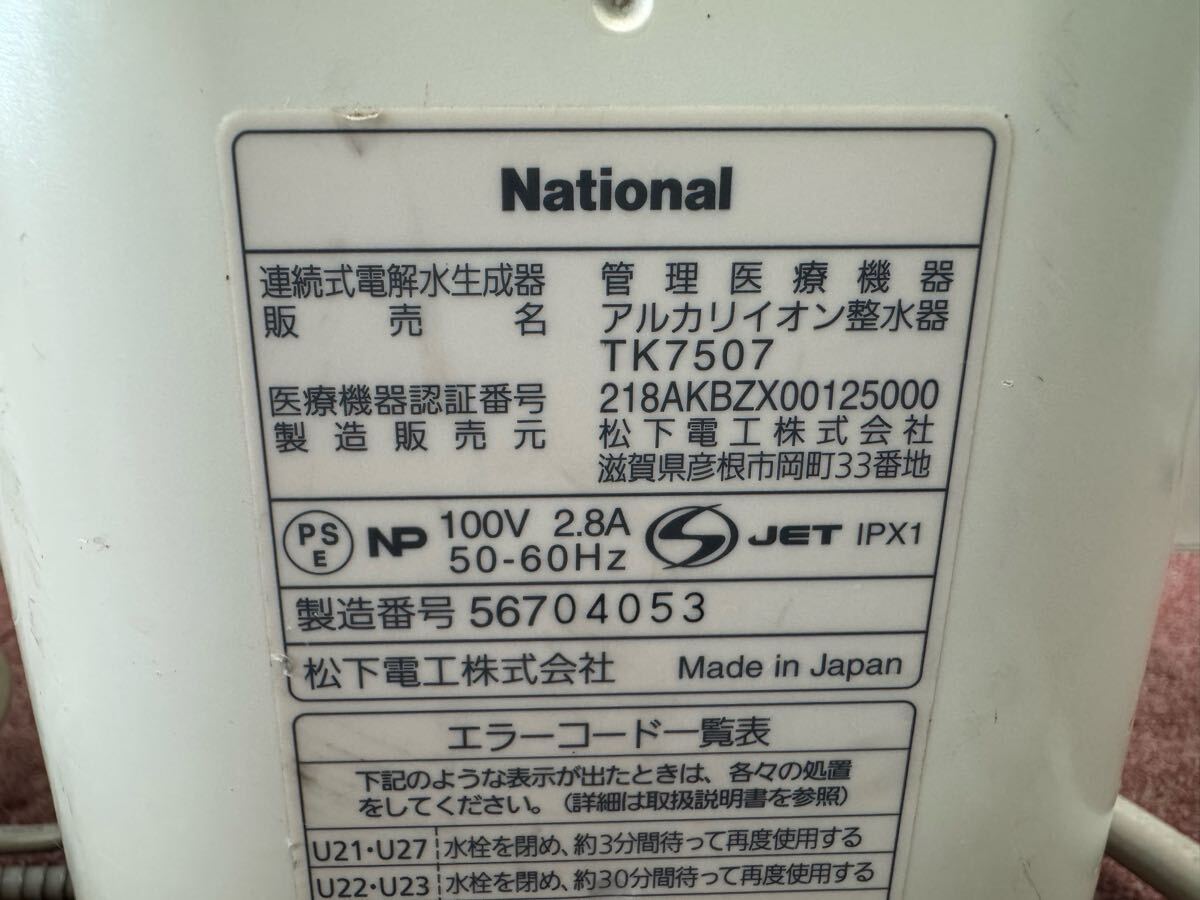 National
連続式電解水生成器 管理医療機器
販売名 アルカリイオン整水器
TK7507
医療機器認証番号 218AKBZX00125000
製造販売元 松下電工株式会社
滋賀県彦根市岡町33番地
PSE NP 100V 2.8A
50-60Hz
S JET IPX1
製造番号 56704053
松下電工株式会社 Made in Japan
エラーコード一覧表
下記のような表示が出たときは、各々の処置
をしてください。(詳細は取扱説明書を参照)
U21・U27 水栓を閉め、約3分間待って再度使用する
U22・U23 水栓を閉め、約30分間待って再度使用する